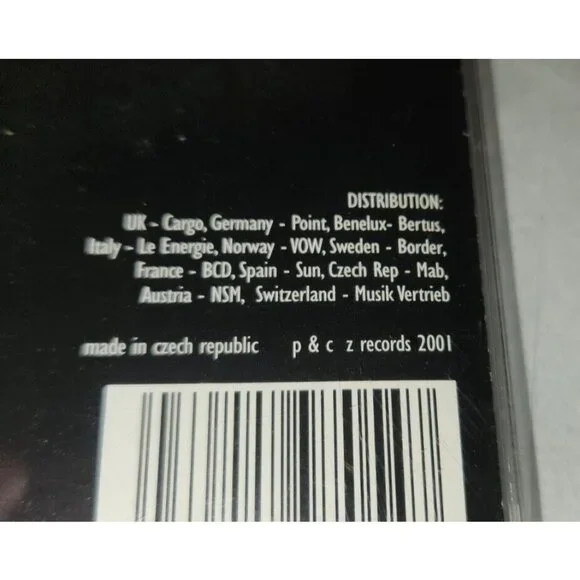 DISTRIBUTION:
UK - Cargo, Germany - Point, Benelux- Bertus,
Italy - Le Energie, Norway - VOW, Sweden - Border,
France - BCD, Spain - Sun, Czech Rep - Mab,
Austria - NSM, Switzerland - Musik Vertrieb
made in czech republic p & c z records 2001